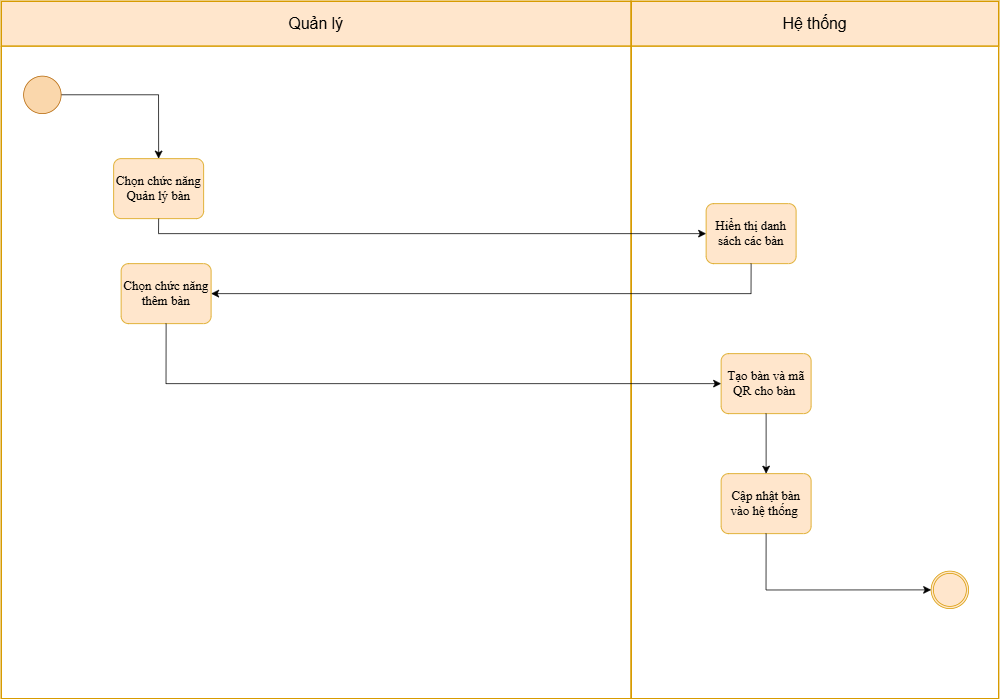 Quản lý
Hệ thống
Chọn chức năng
Quản lý bàn
Hiển thị danh
sách các bàn
Chọn chức năng
thêm bàn
Tạo bàn và mã
QR cho bàn
Cập nhật bàn
vào hệ thống